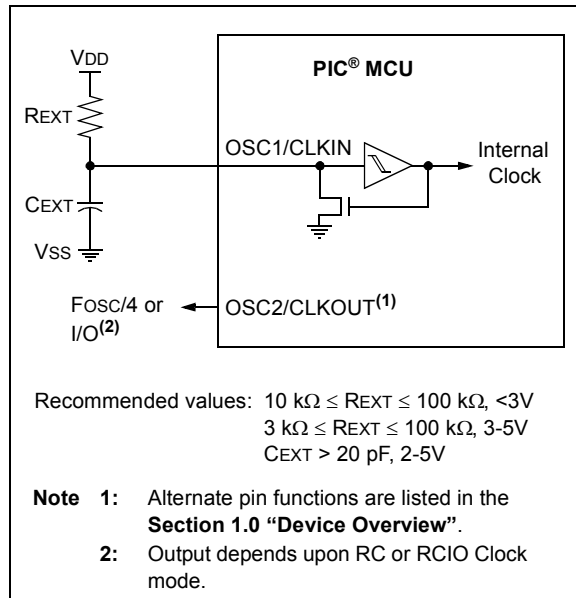 VDD
PIC® MCU
REXT
OSC1/CLKIN
Internal
Clock
CEXT
VSS
FOSC/4 or
I/O(2)
OSC2/CLKOUT(1)
Recommended values: 10 kΩ ≤ REXT ≤ 100 kΩ, <3V
3 kΩ ≤ REXT ≤ 100 kΩ, 3-5V
CEXT > 20 pF, 2-5V
Note 1: Alternate pin functions are listed in the
Section 1.0 “Device Overview”.
2: Output depends upon RC or RCIO Clock
mode.